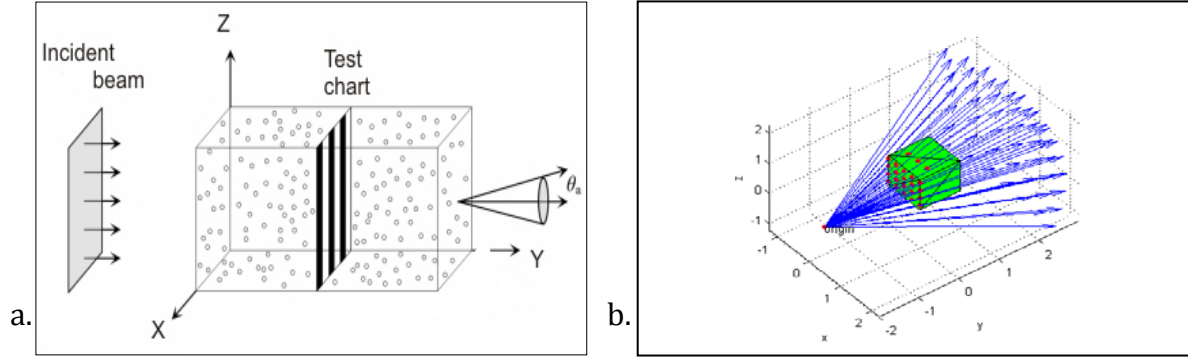 Incident
beam
Z
Test
chart
θₐ
Y
X
a.
2
1
0
-1
z
-1
0
1
2
x
-2
-1
0
1
2
y
origin
b.